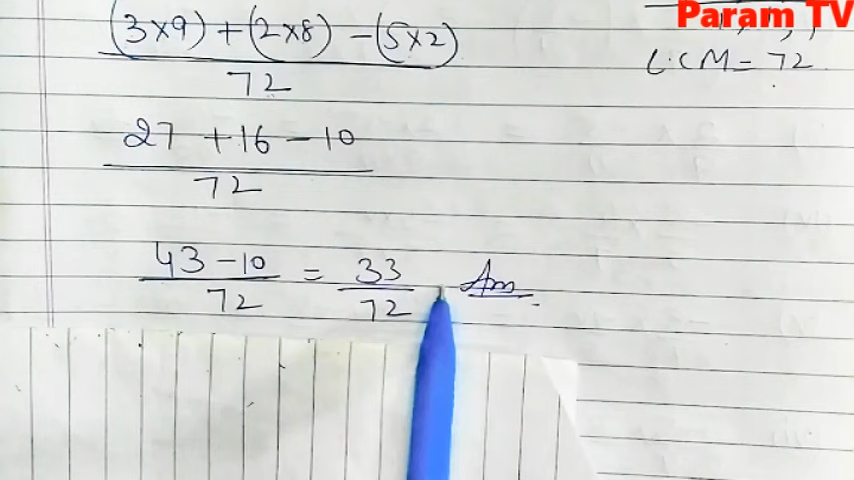 Param TV
(3×9) + (2×8) - (5×2)
72
L.C.M = 72
27 + 16 - 10
72
43 - 10 = 33 Ans.
72 72